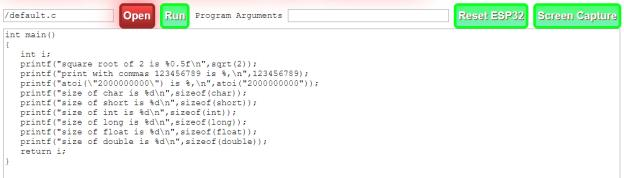 /default.c Open Run Program Arguments Reset ESP32 Screen Capture
int main()
{
   int i;
   printf("square root of 2 is %0.5f\n",sqrt(2));
   printf("print with commas 123456789 is %,\n",123456789);
   printf("atoi(\"2000000000\") is %,\n",atoi("2000000000"));
   printf("size of char is %d\n",sizeof(char));
   printf("size of short is %d\n",sizeof(short));
   printf("size of int is %d\n",sizeof(int));
   printf("size of long is %d\n",sizeof(long));
   printf("size of float is %d\n",sizeof(float));
   printf("size of double is %d\n",sizeof(double));
   return i;
}